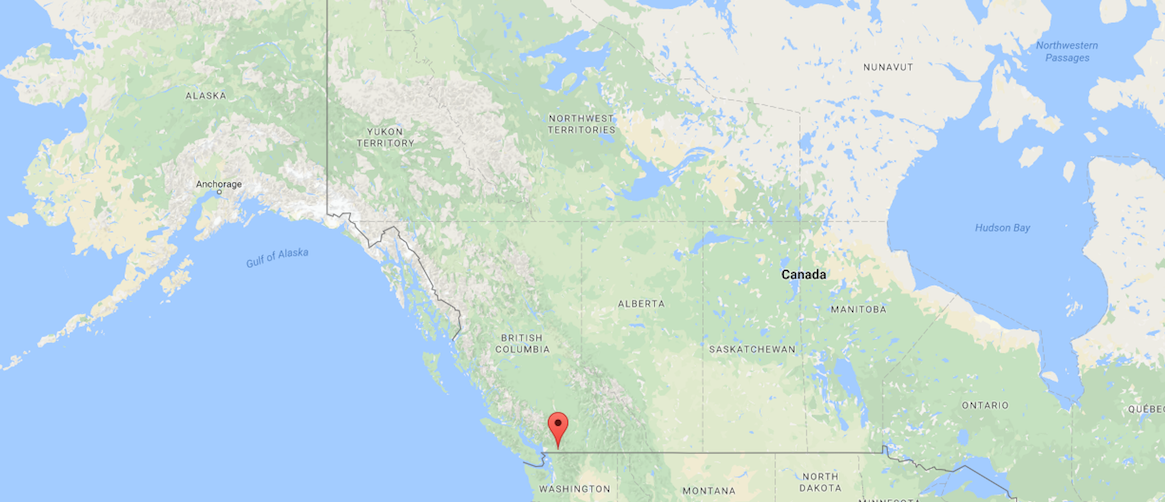 Northwestern
Passages
NUNAVUT
ALASKA
NORTHWEST
TERRITORIES
YUKON
TERRITORY
Anchorage
Hudson Bay
Gulf of Alaska
Canada
ALBERTA
MANITOBA
BRITISH
COLUMBIA
SASKATCHEWAN
ONTARIO
QUÉBEC
WASHINGTON
MONTANA
NORTH
DAKOTA
MINNESOTA